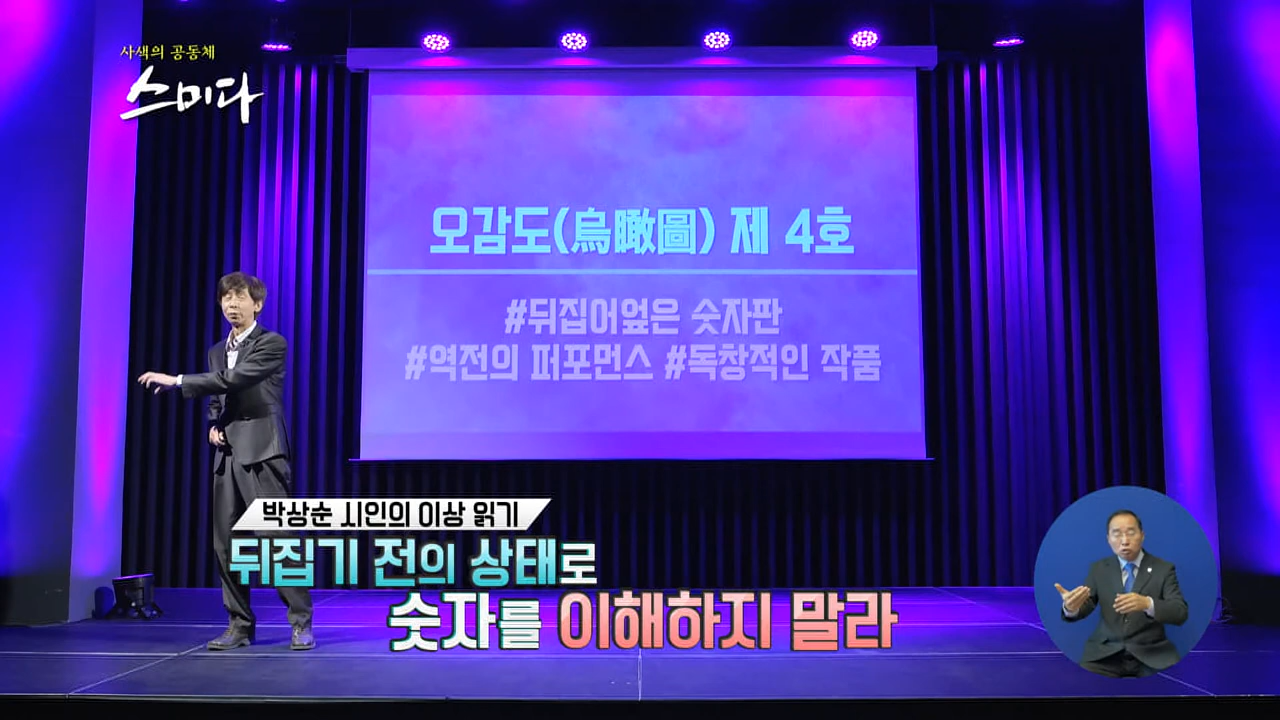 사색의 공동체
스미다
오감도(烏瞰圖) 제 4호
#뒤집어엎은 숫자판
#역전의 퍼포먼스 #독창적인 작품
박상순 시인의 이상 읽기
뒤집기 전의 상태로
숫자를 이해하지 말라